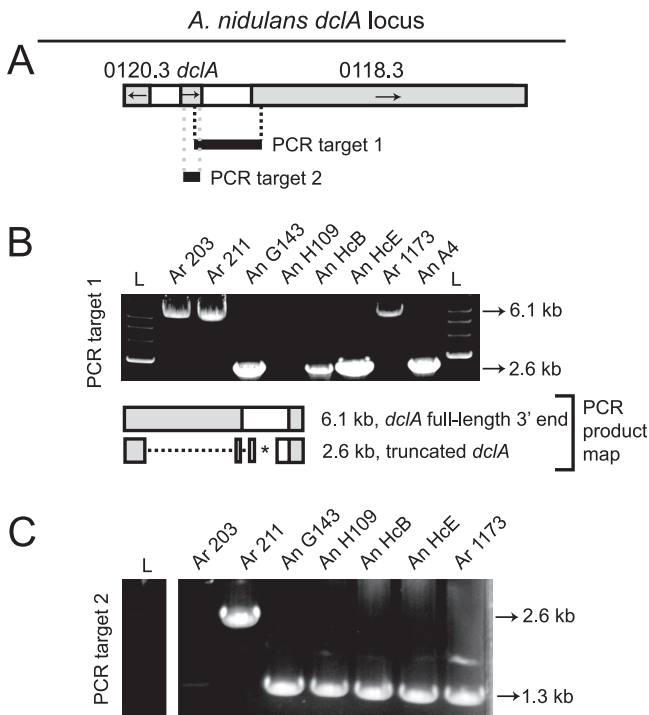 A. nidulans dclA locus
A
0120.3 dclA 0118.3
PCR target 1
PCR target 2
B
L Ar 203 Ar 211 An G143 An H109 An HcB An HcE Ar 1173 An A4 L
PCR target 1
6.1 kb
2.6 kb
6.1 kb, dclA full-length 3' end
2.6 kb, truncated dclA
*
PCR
product
map
C
L Ar 203 Ar 211 An G143 An H109 An HcB An HcE Ar 1173
PCR target 2
2.6 kb
1.3 kb